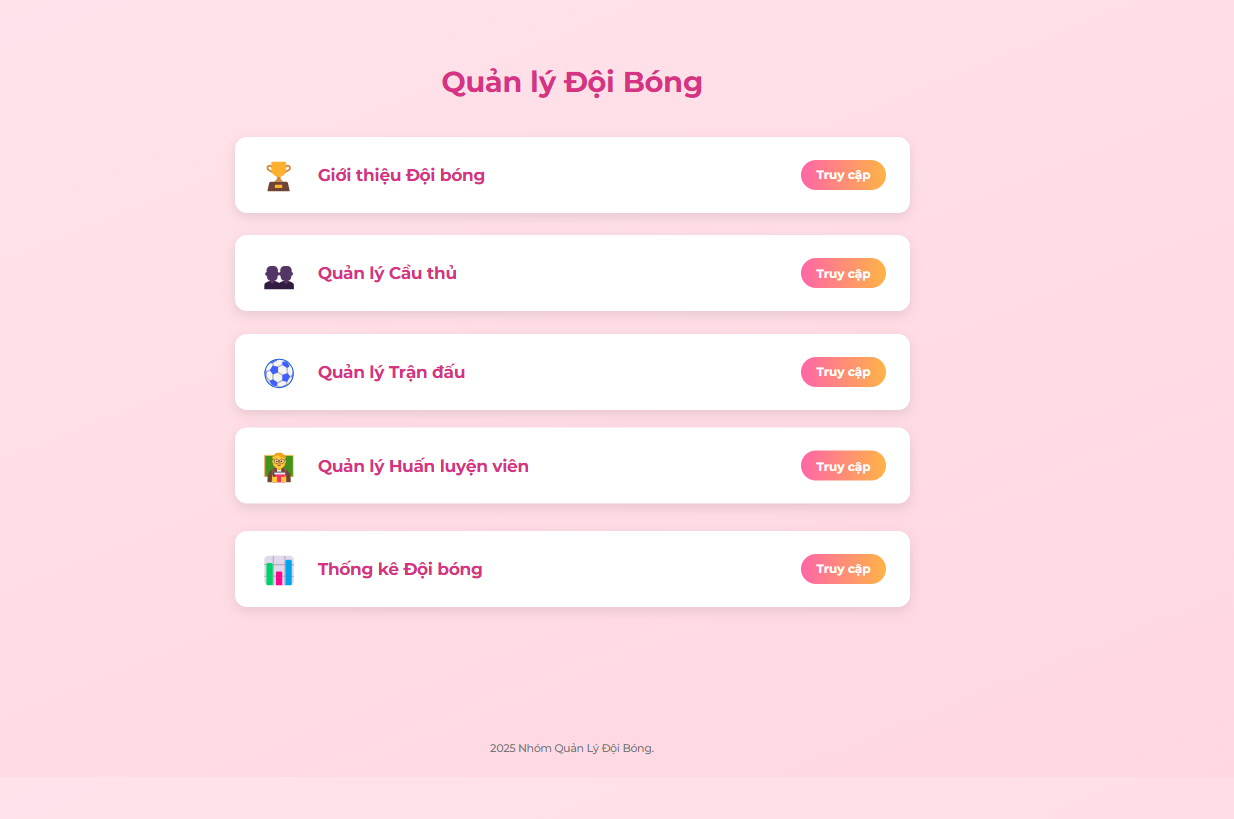 Quản lý Đội Bóng
Giới thiệu Đội bóng
Truy cập
Quản lý Cầu thủ
Truy cập
Quản lý Trận đấu
Truy cập
Quản lý Huấn luyện viên
Truy cập
Thống kê Đội bóng
Truy cập
2025 Nhóm Quản Lý Đội Bóng.